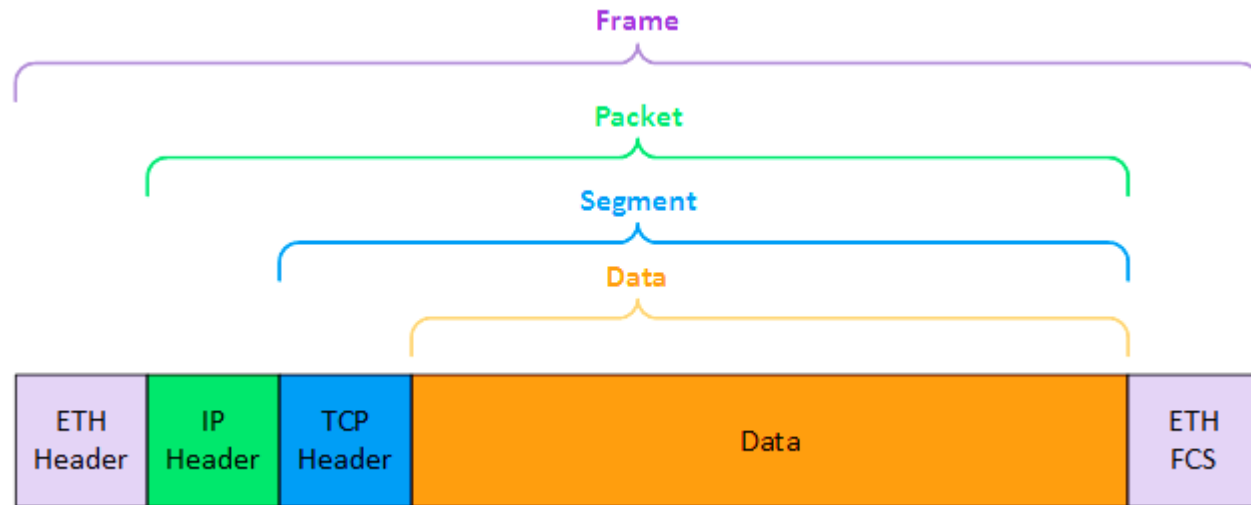 Frame
Packet
Segment
Data
ETH
Header
IP
Header
TCP
Header
Data
ETH
FCS